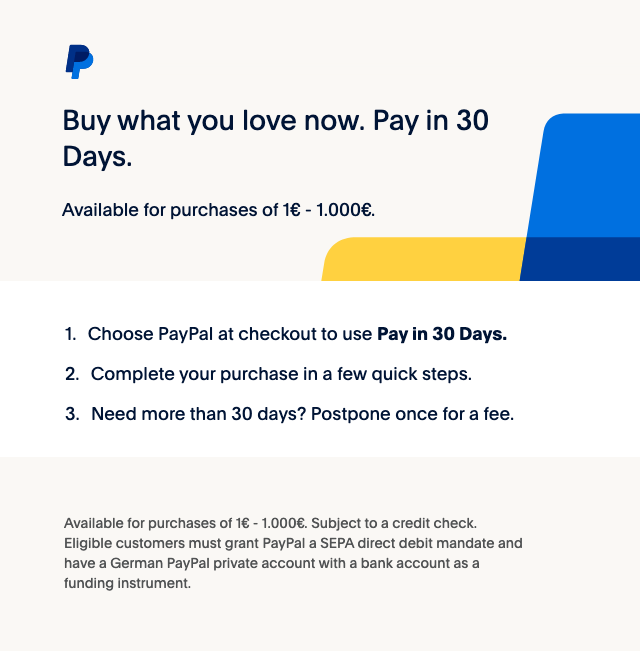 Buy what you love now. Pay in 30
Days.
Available for purchases of 1€ - 1.000€.
1. Choose PayPal at checkout to use Pay in 30 Days.
2. Complete your purchase in a few quick steps.
3. Need more than 30 days? Postpone once for a fee.
Available for purchases of 1€ - 1.000€. Subject to a credit check.
Eligible customers must grant PayPal a SEPA direct debit mandate and
have a German PayPal private account with a bank account as a
funding instrument.